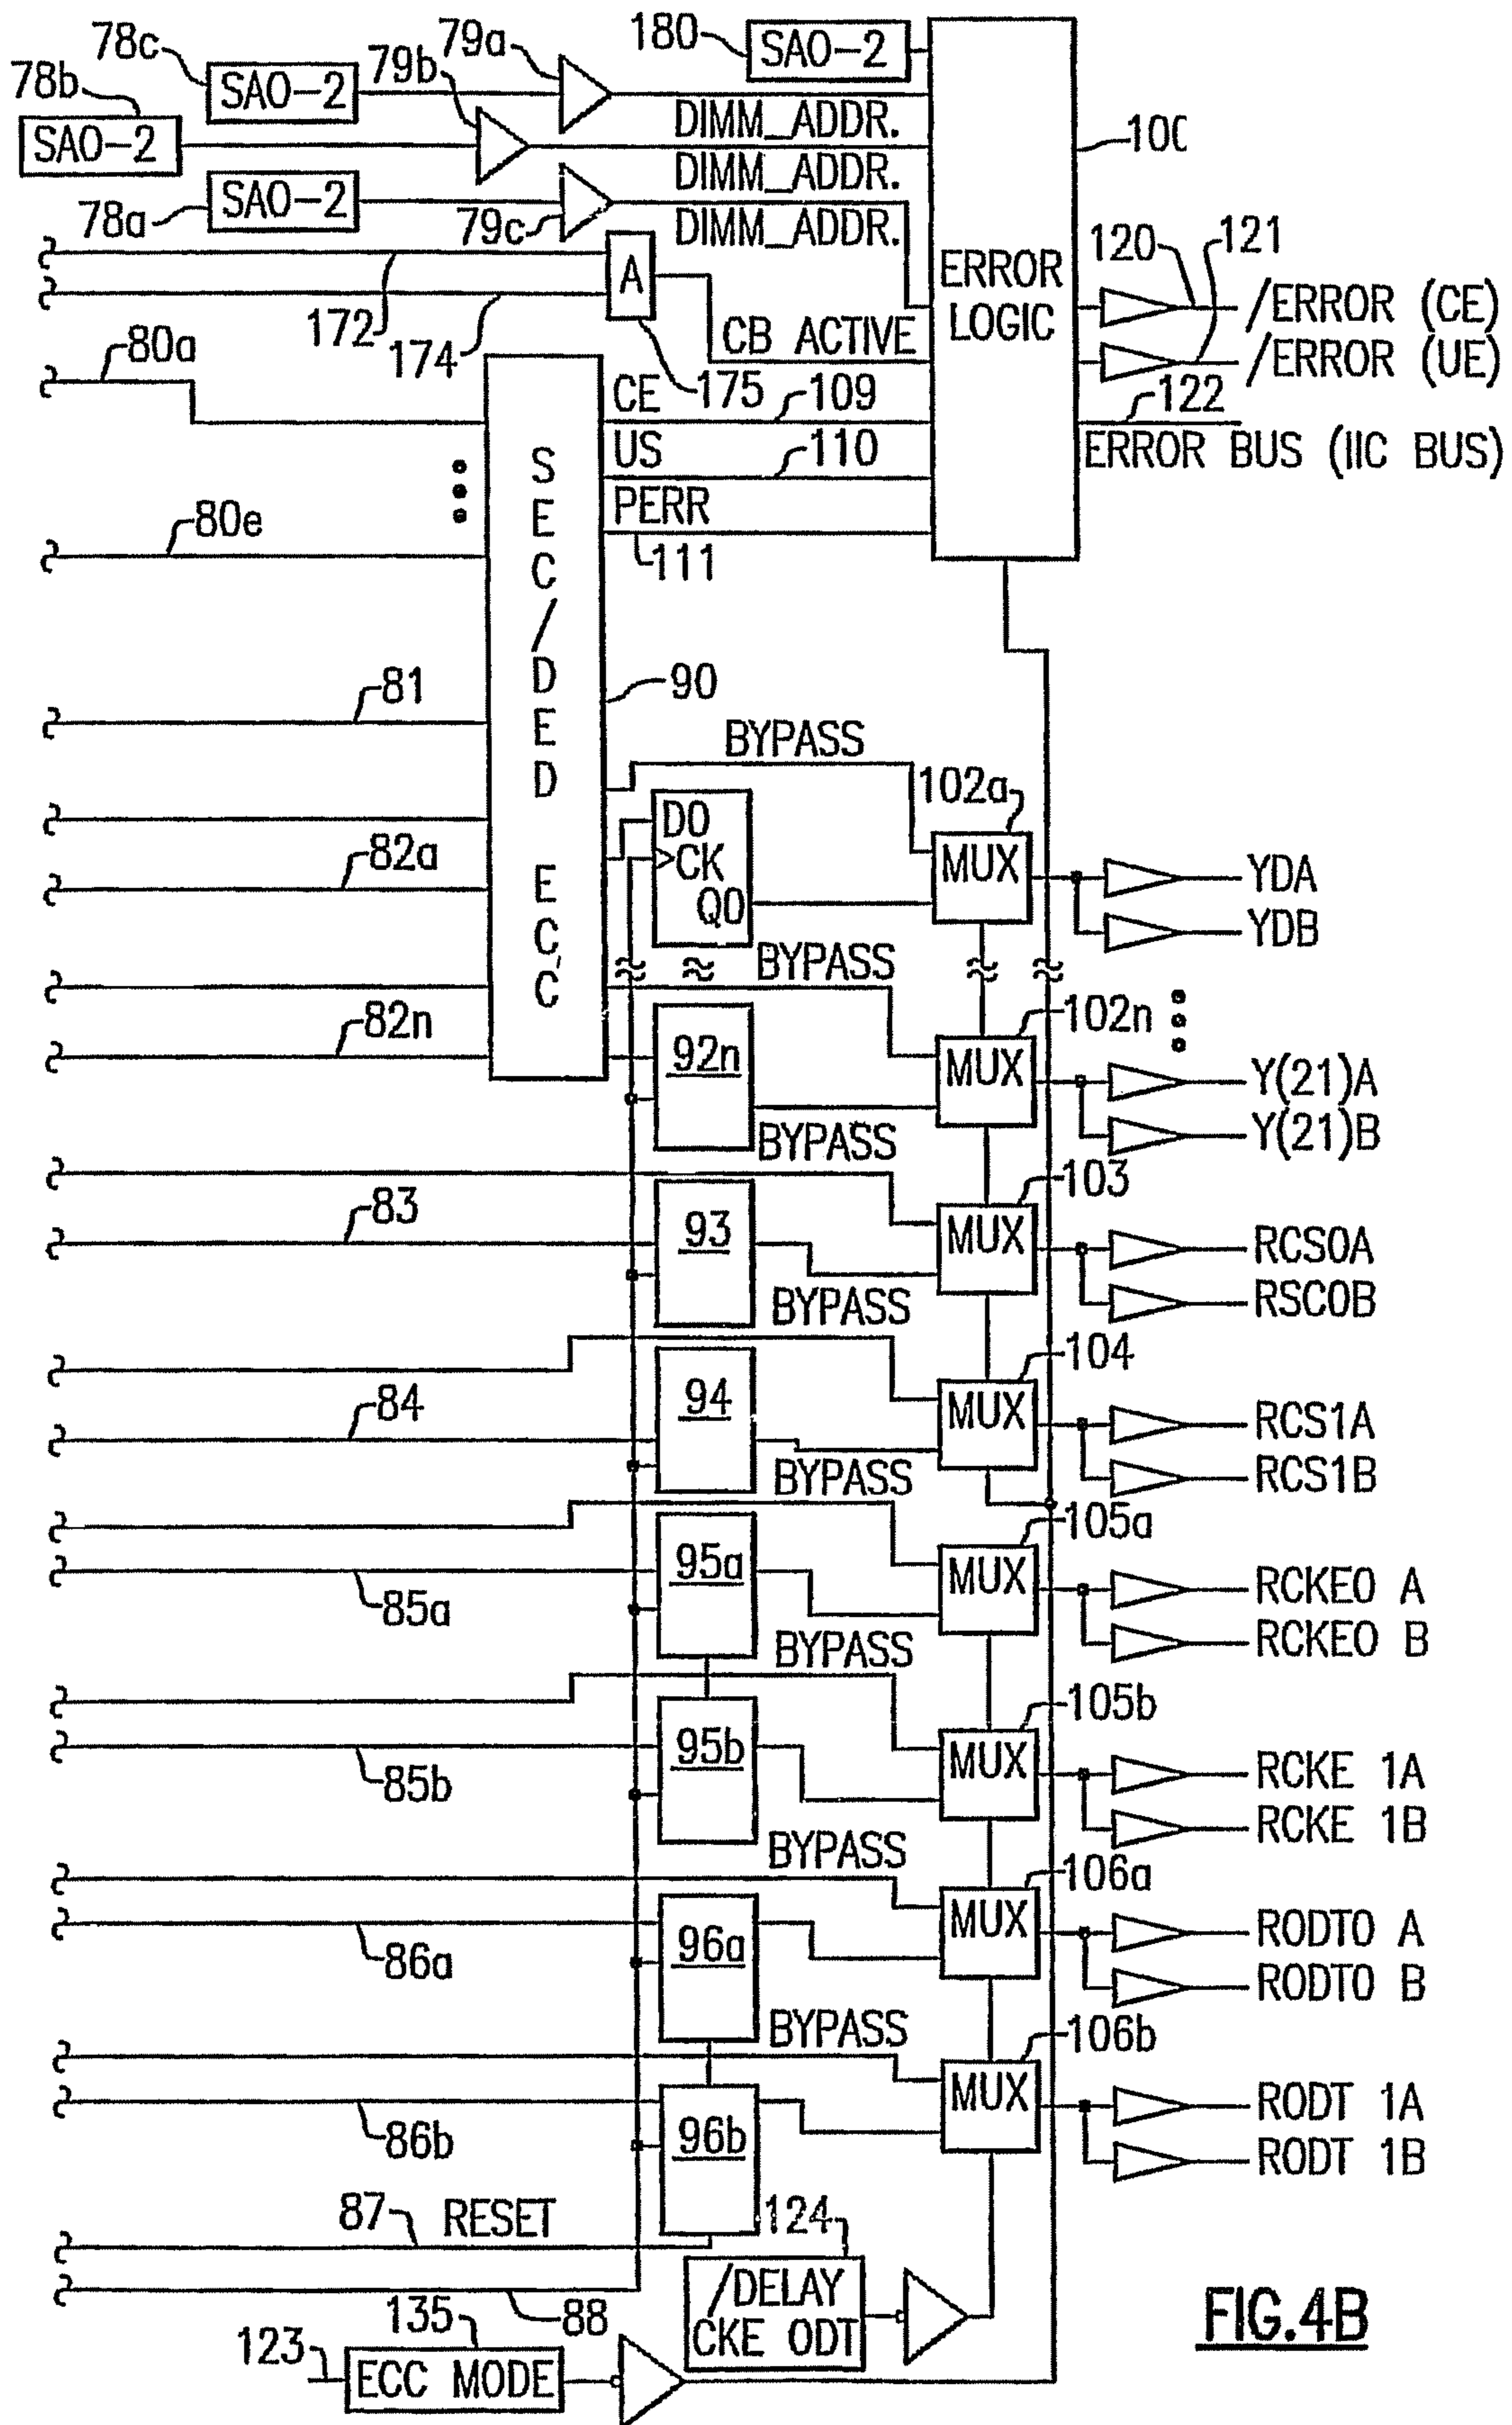 180
SAO-2
78c
SAO-2
79b
79a
78b
SAO-2
DIMM_ADDR.
DIMM_ADDR.
DIMM_ADDR.
100
78a
SAO-2
79c
172
174
A
175
CB ACTIVE
ERROR
LOGIC
120
121
/ERROR (CE)
/ERROR (UE)
122
ERROR BUS (IIC BUS)
80a
CE
109
US
110
PERR
111
80e
SEC/DED ECC
81
90
BYPASS
102a
D0
CK
Q0
MUX
YDA
YDB
82a
BYPASS
82n
92n
102n
MUX
Y(21)A
Y(21)B
BYPASS
83
93
103
MUX
RCS0A
RSC0B
BYPASS
84
94
104
MUX
RCS1A
RCS1B
BYPASS
85a
95a
105a
MUX
RCKE0 A
RCKE0 B
BYPASS
85b
95b
105b
MUX
RCKE 1A
RCKE 1B
BYPASS
86a
96a
106a
MUX
RODT0 A
RODT0 B
BYPASS
86b
96b
106b
MUX
RODT 1A
RODT 1B
87
RESET
88
124
/DELAY
CKE ODT
123
135
ECC MODE
FIG.4B